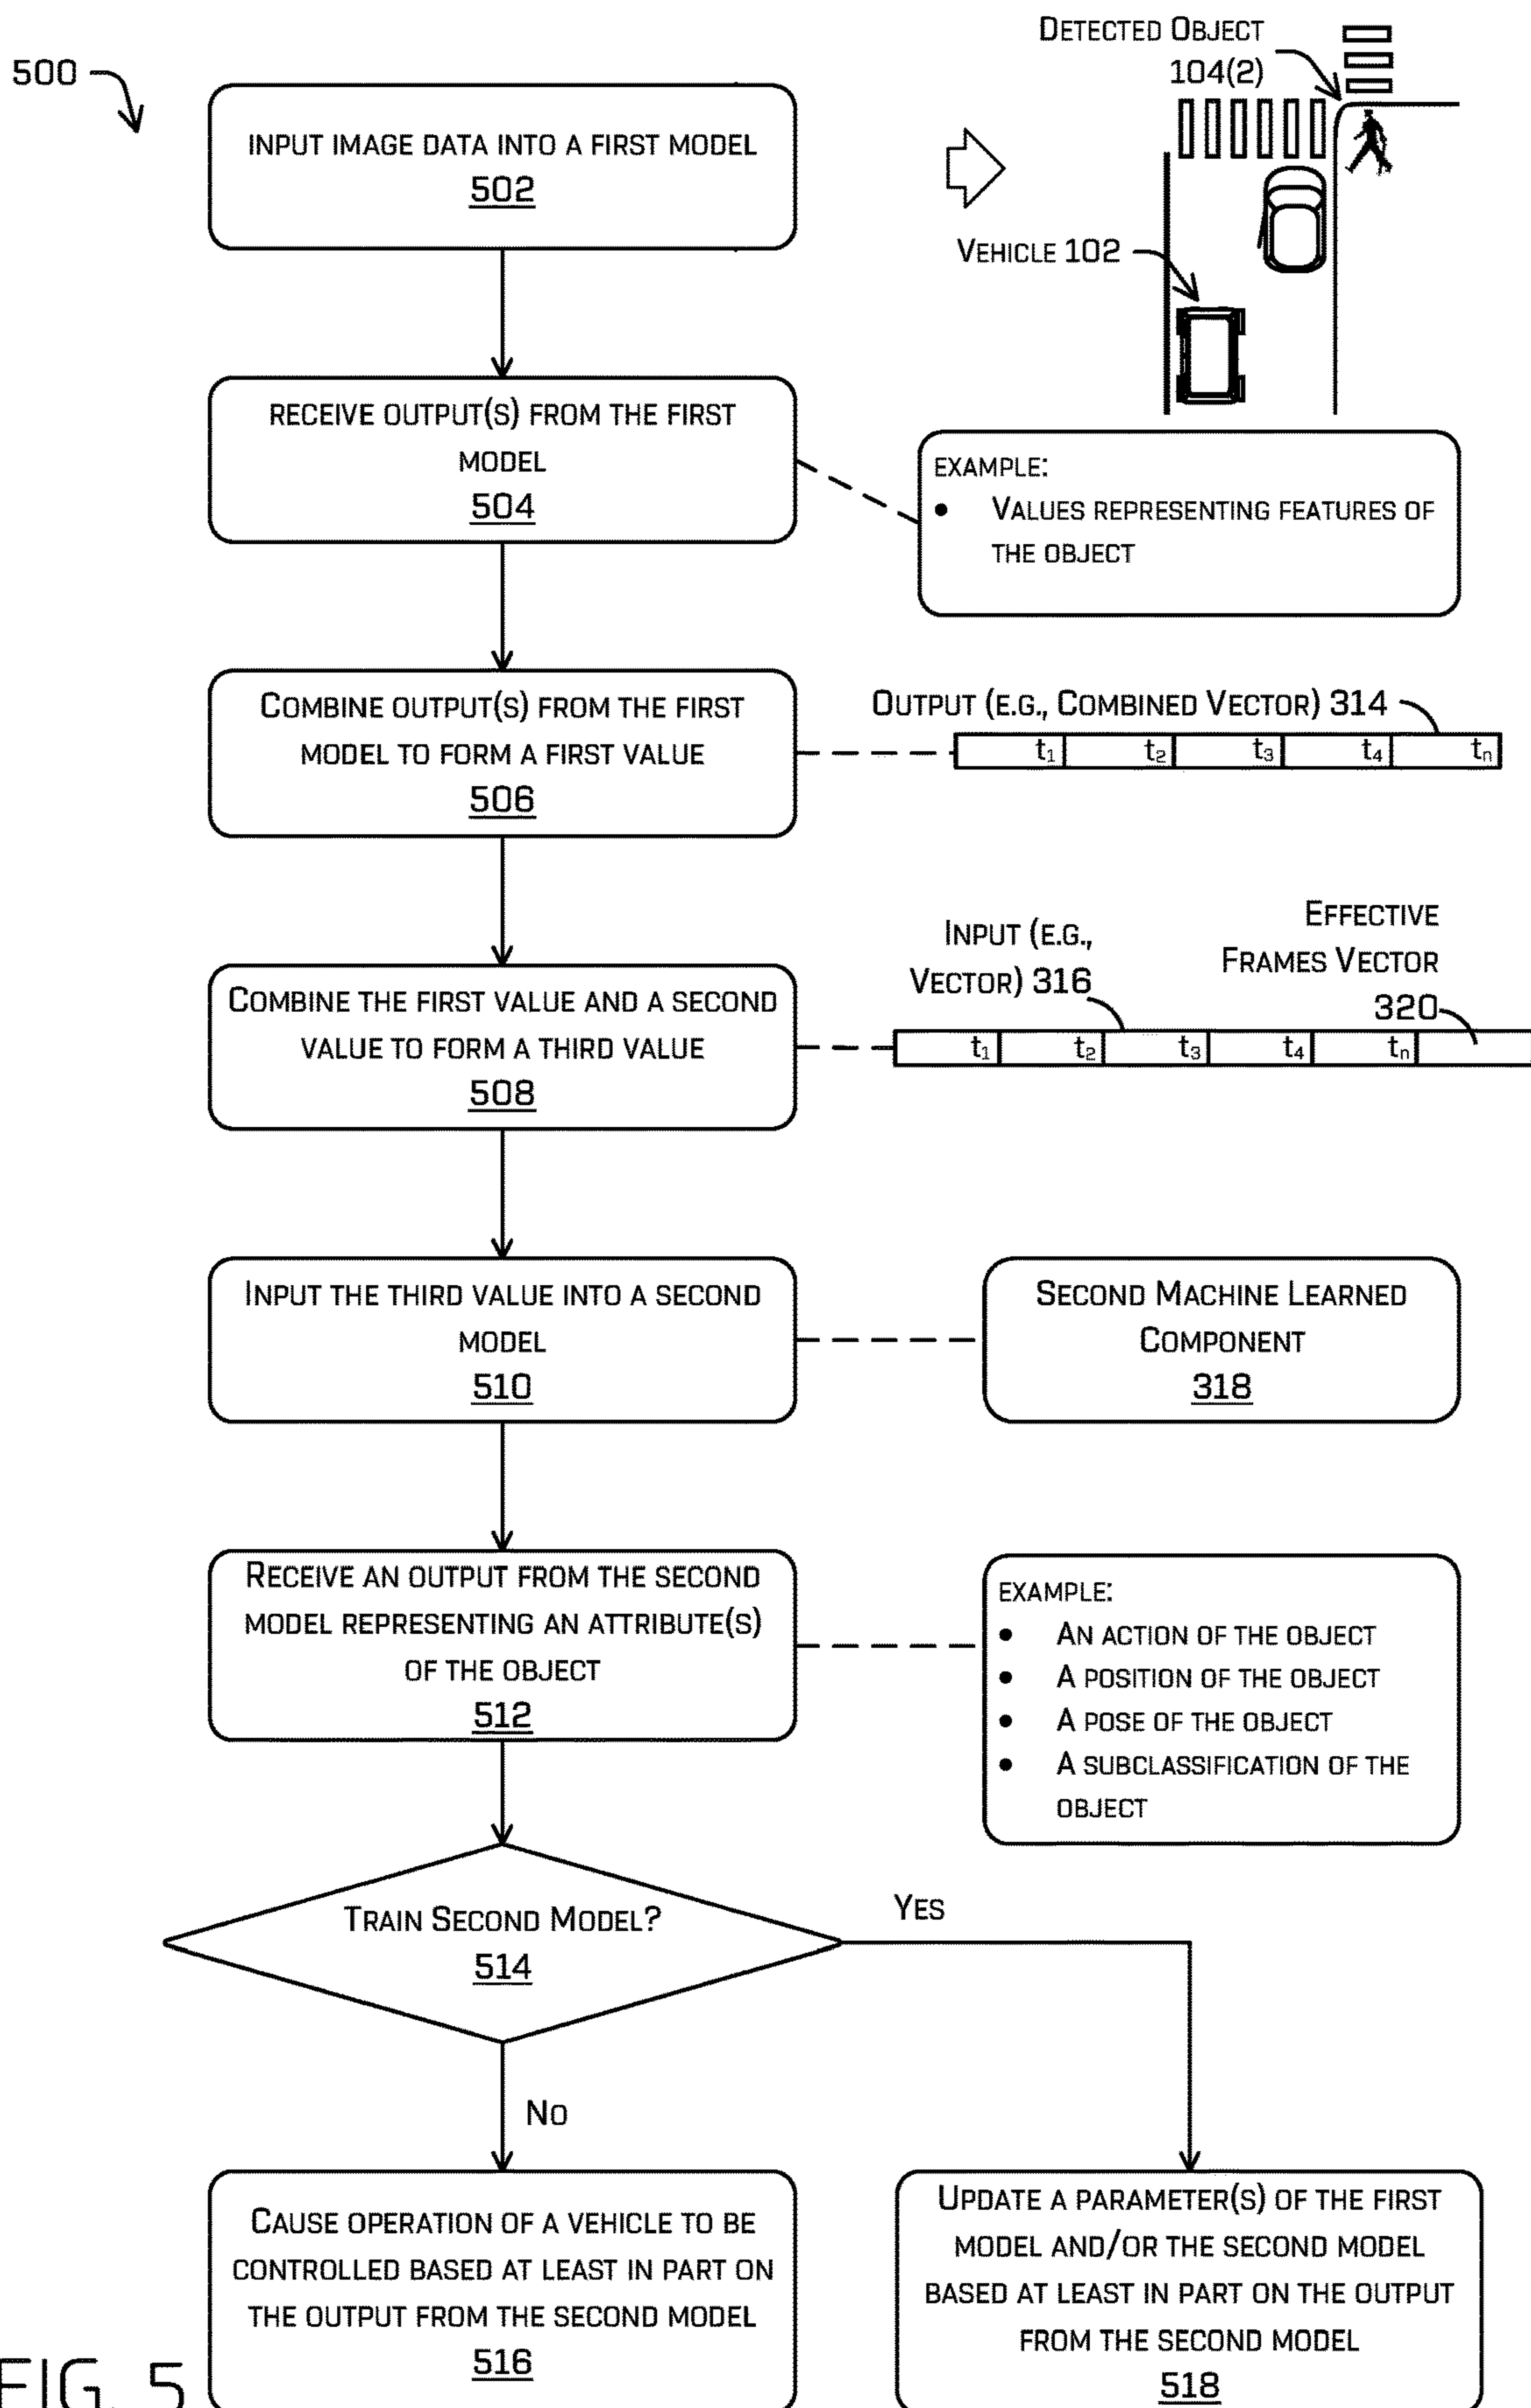 500
DETECTED OBJECT
104(2)
INPUT IMAGE DATA INTO A FIRST MODEL
502
VEHICLE 102
RECEIVE OUTPUT(S) FROM THE FIRST
MODEL
504
EXAMPLE:
• VALUES REPRESENTING FEATURES OF
THE OBJECT
COMBINE OUTPUT(S) FROM THE FIRST
MODEL TO FORM A FIRST VALUE
506
OUTPUT (E.G., COMBINED VECTOR) 314
t₁ t₂ t₃ t₄ tₙ
COMBINE THE FIRST VALUE AND A SECOND
VALUE TO FORM A THIRD VALUE
508
INPUT (E.G.,
VECTOR) 316
EFFECTIVE
FRAMES VECTOR
320
t₁ t₂ t₃ t₄ tₙ
INPUT THE THIRD VALUE INTO A SECOND
MODEL
510
SECOND MACHINE LEARNED
COMPONENT
318
RECEIVE AN OUTPUT FROM THE SECOND
MODEL REPRESENTING AN ATTRIBUTE(S)
OF THE OBJECT
512
EXAMPLE:
• AN ACTION OF THE OBJECT
• A POSITION OF THE OBJECT
• A POSE OF THE OBJECT
• A SUBCLASSIFICATION OF THE
OBJECT
TRAIN SECOND MODEL?
514
YES
NO
CAUSE OPERATION OF A VEHICLE TO BE
CONTROLLED BASED AT LEAST IN PART ON
THE OUTPUT FROM THE SECOND MODEL
516
UPDATE A PARAMETER(S) OF THE FIRST
MODEL AND/OR THE SECOND MODEL
BASED AT LEAST IN PART ON THE OUTPUT
FROM THE SECOND MODEL
518
FIG. 5